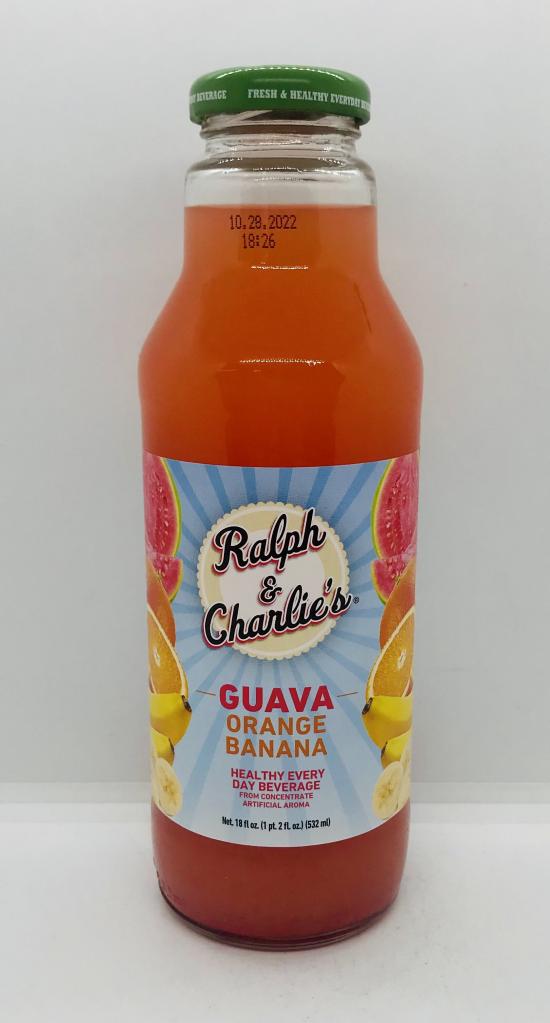 BEVERAGE FRESH & HEALTHY EVERYDAY
10.28.2022
18:26
Ralph
&
Charlie's®
GUAVA
ORANGE
BANANA
HEALTHY EVERY
DAY BEVERAGE
FROM CONCENTRATE
ARTIFICIAL AROMA
Net. 18 fl oz. (1 pt. 2 fl. oz.) (532 ml)